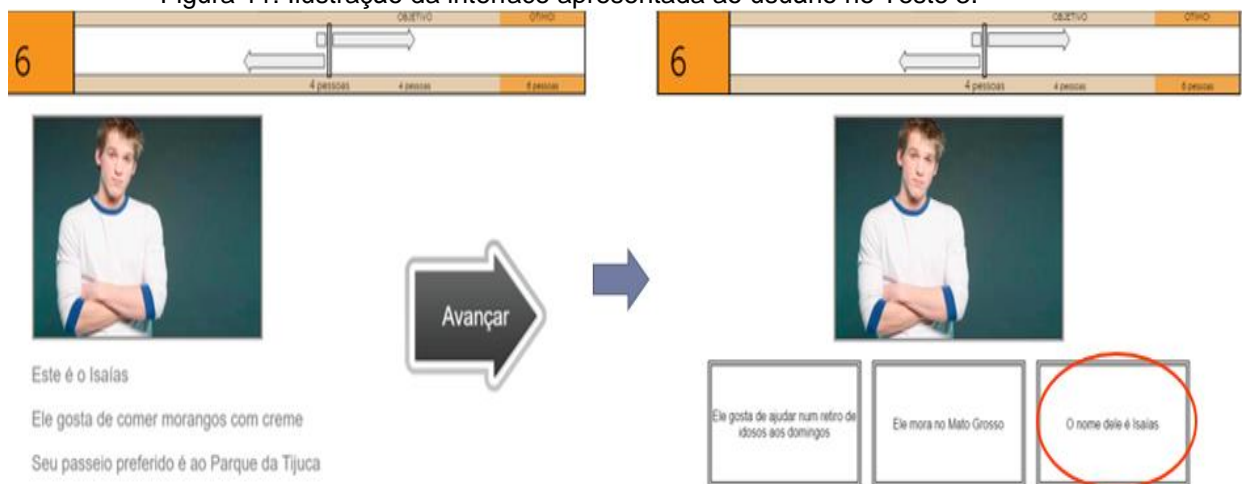 Figura 11: Ilustração da interface apresentada ao usuário no Teste 3.
OBJETIVO
ÓTIMO!
6
4 pessoas
4 pessoas
6 pessoas
Este é o Isaías
Ele gosta de comer morangos com creme
Seu passeio preferido é ao Parque da Tijuca
Avançar
OBJETIVO
ÓTIMO!
6
4 pessoas
4 pessoas
6 pessoas
Ele gosta de ajudar num retiro de
idosos aos domingos
Ele mora no Mato Grosso
O nome dele é Isaías